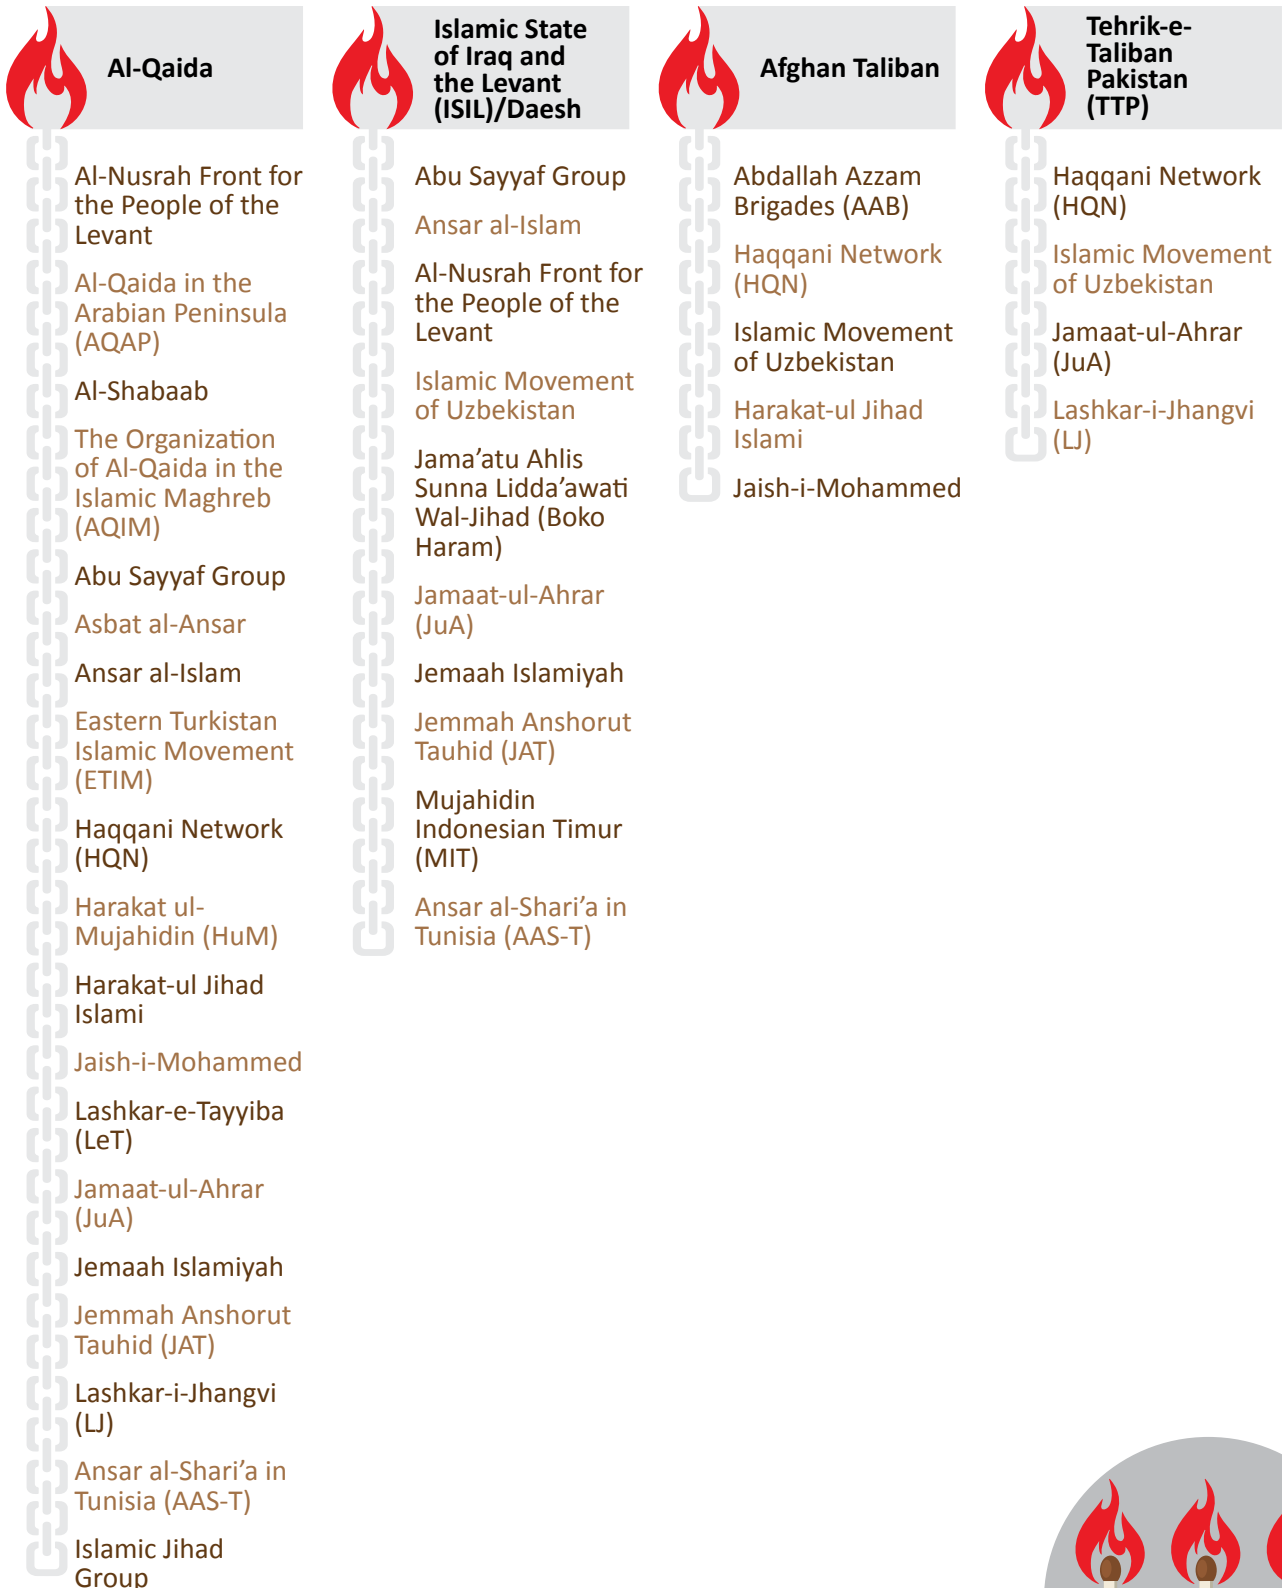 Al-Qaida
Al-Nusrah Front for
the People of the
Levant
Al-Qaida in the
Arabian Peninsula
(AQAP)
Al-Shabaab
The Organization
of Al-Qaida in the
Islamic Maghreb
(AQIM)
Abu Sayyaf Group
Asbat al-Ansar
Ansar al-Islam
Eastern Turkistan
Islamic Movement
(ETIM)
Haqqani Network
(HQN)
Harakat ul-
Mujahidin (HuM)
Harakat-ul Jihad
Islami
Jaish-i-Mohammed
Lashkar-e-Tayyiba
(LeT)
Jamaat-ul-Ahrar
(JuA)
Jemaah Islamiyah
Jemmah Anshorut
Tauhid (JAT)
Lashkar-i-Jhangvi
(LJ)
Ansar al-Shari’a in
Tunisia (AAS-T)
Islamic Jihad
Group
Islamic State
of Iraq and
the Levant
(ISIL)/Daesh
Abu Sayyaf Group
Ansar al-Islam
Al-Nusrah Front for
the People of the
Levant
Islamic Movement
of Uzbekistan
Jama’atu Ahlis
Sunna Lidda’awati
Wal-Jihad (Boko
Haram)
Jamaat-ul-Ahrar
(JuA)
Jemaah Islamiyah
Jemmah Anshorut
Tauhid (JAT)
Mujahidin
Indonesian Timur
(MIT)
Ansar al-Shari’a in
Tunisia (AAS-T)
Afghan Taliban
Abdallah Azzam
Brigades (AAB)
Haqqani Network
(HQN)
Islamic Movement
of Uzbekistan
Harakat-ul Jihad
Islami
Jaish-i-Mohammed
Tehrik-e-
Taliban
Pakistan
(TTP)
Haqqani Network
(HQN)
Islamic Movement
of Uzbekistan
Jamaat-ul-Ahrar
(JuA)
Lashkar-i-Jhangvi
(LJ)